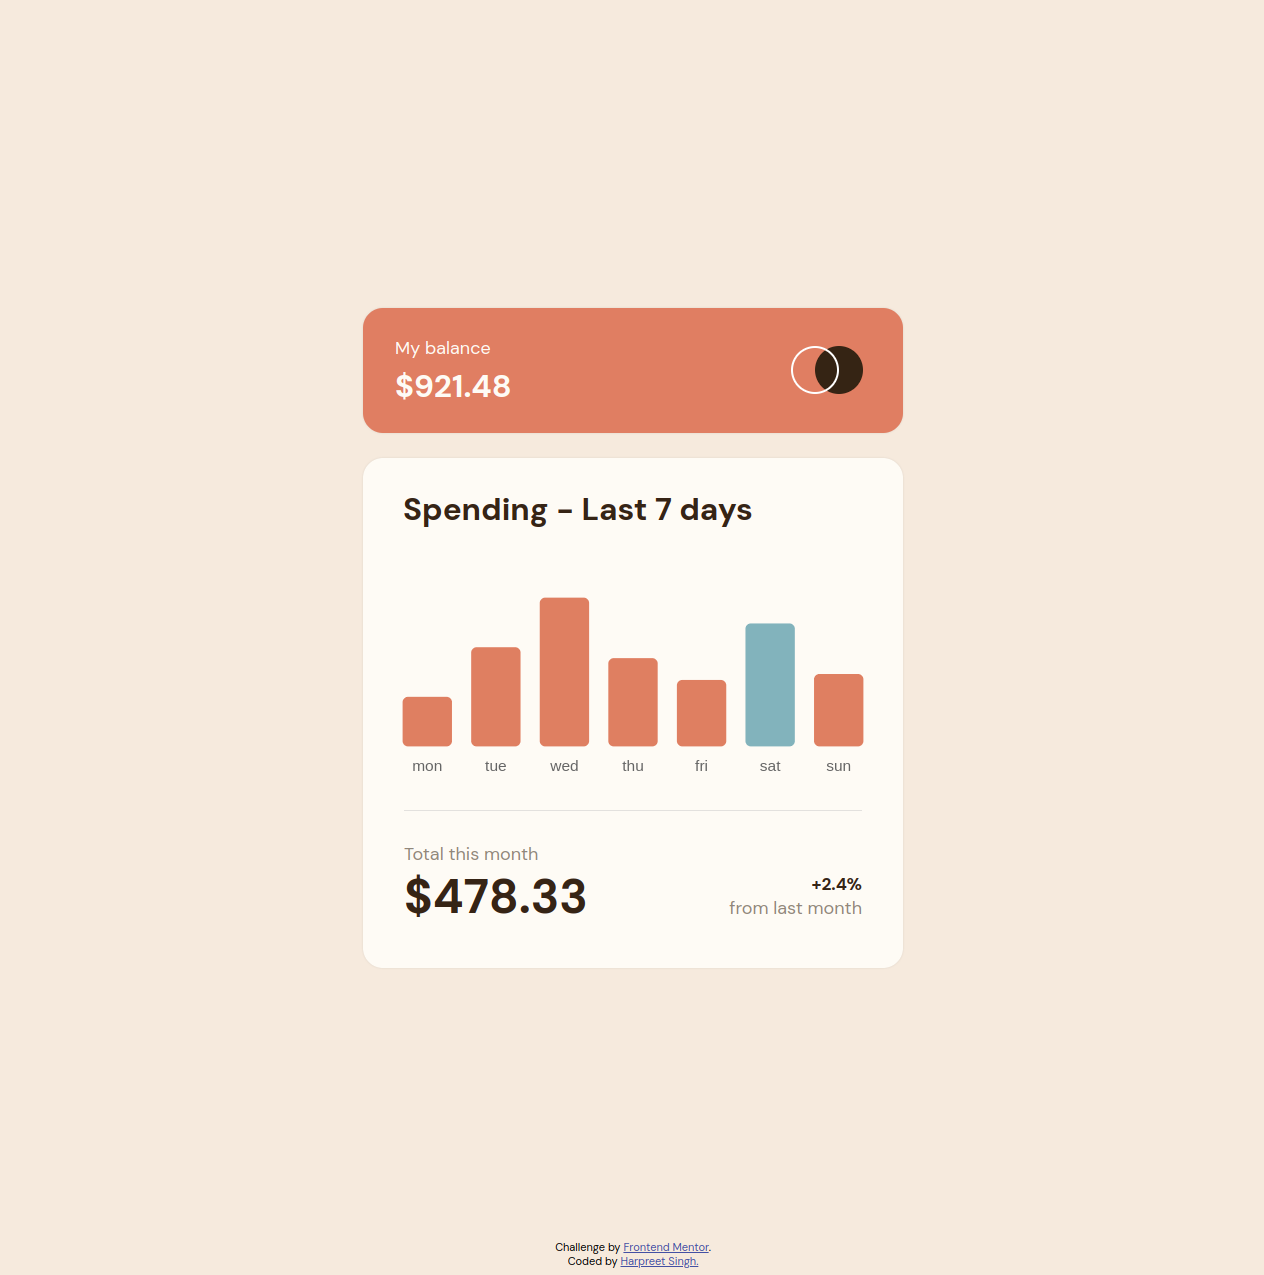 My balance
$921.48
Spending - Last 7 days
mon tue wed thu fri sat sun
Total this month
$478.33
+2.4%
from last month
Challenge by Frontend Mentor.
Coded by Harpreet Singh.